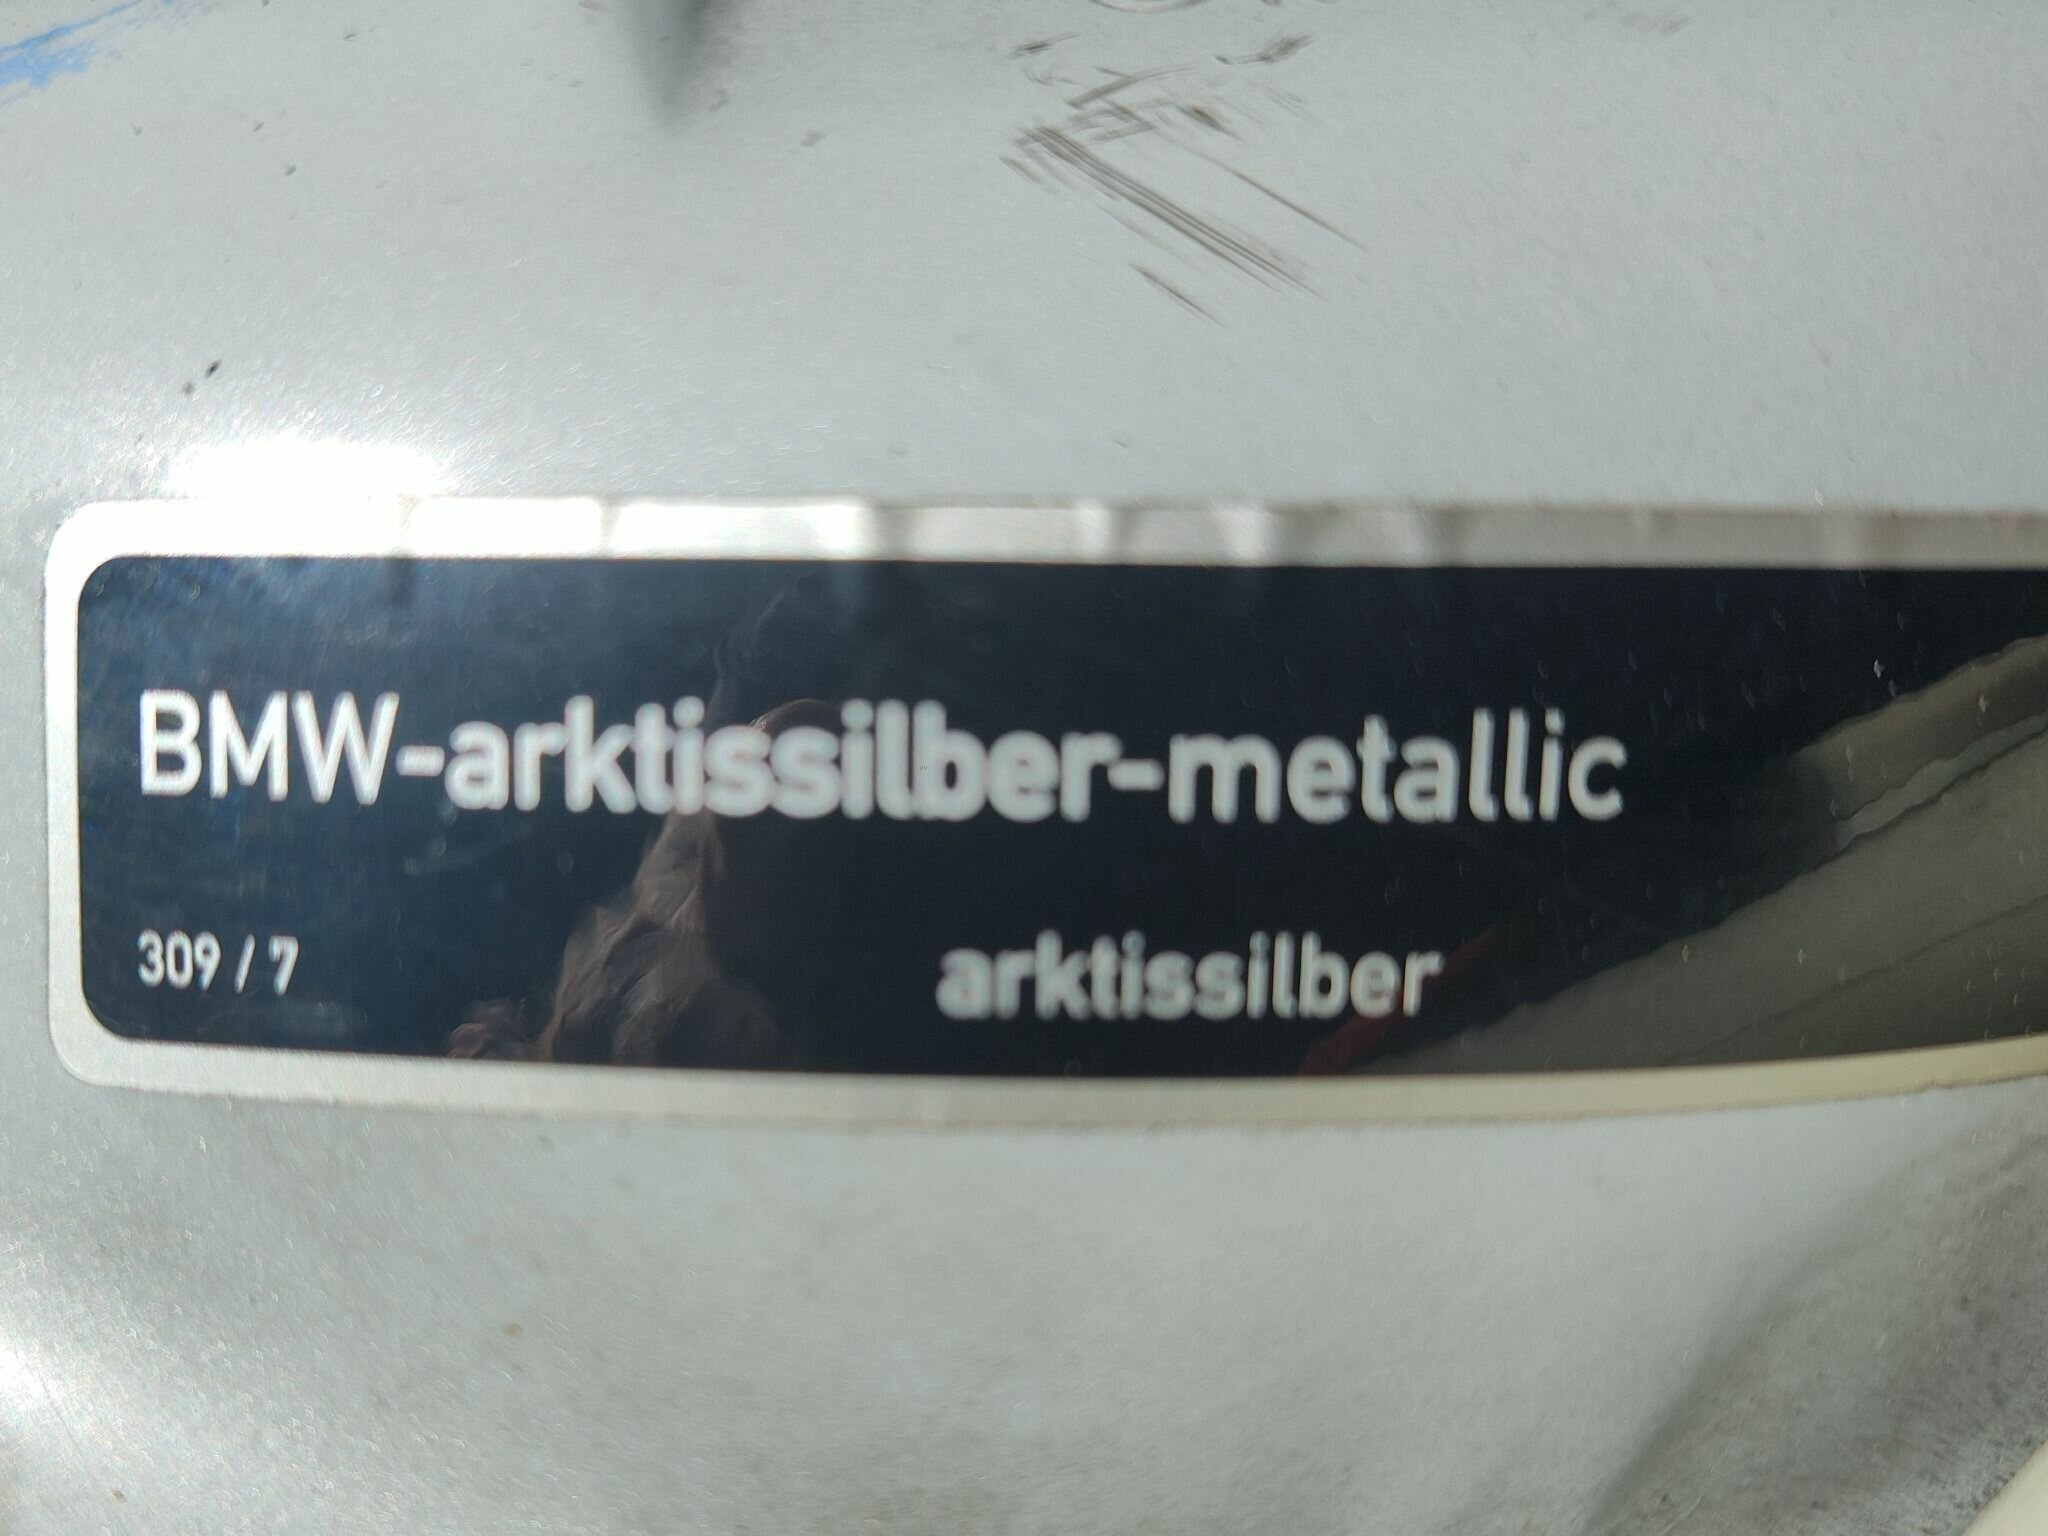 BMW-arktissilber-metallic
309 / 7 arktissilber